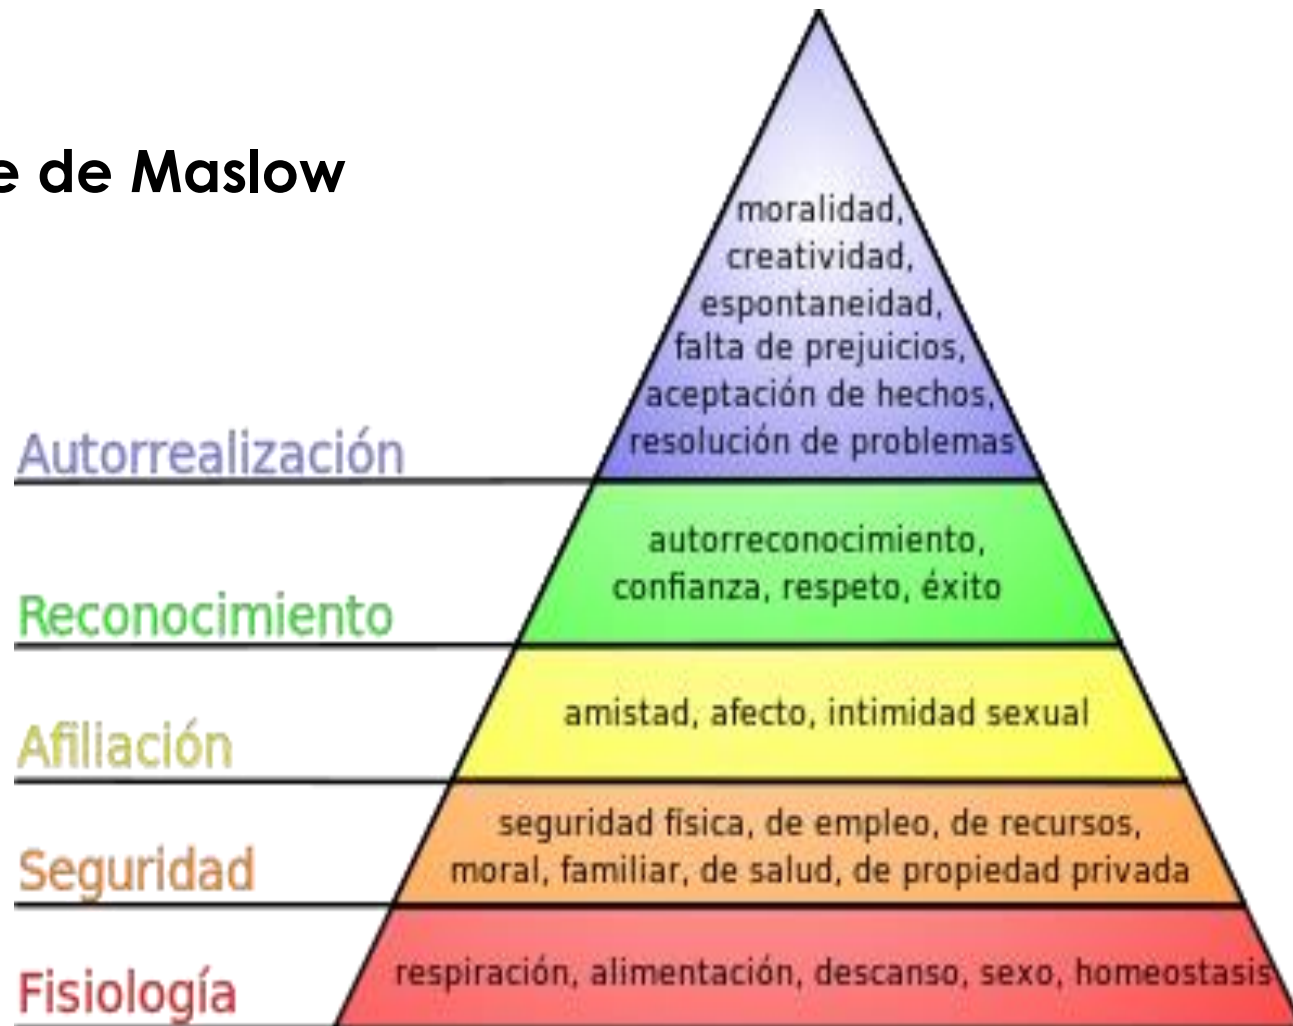 e de Maslow
moralidad,
creatividad,
espontaneidad,
falta de prejuicios,
aceptación de hechos,
resolución de problemas
Autorrealización
autorreconocimiento,
confianza, respeto, éxito
Reconocimiento
amistad, afecto, intimidad sexual
Afiliación
seguridad física, de empleo, de recursos,
moral, familiar, de salud, de propiedad privada
Seguridad
respiración, alimentación, descanso, sexo, homeostasis
Fisiología